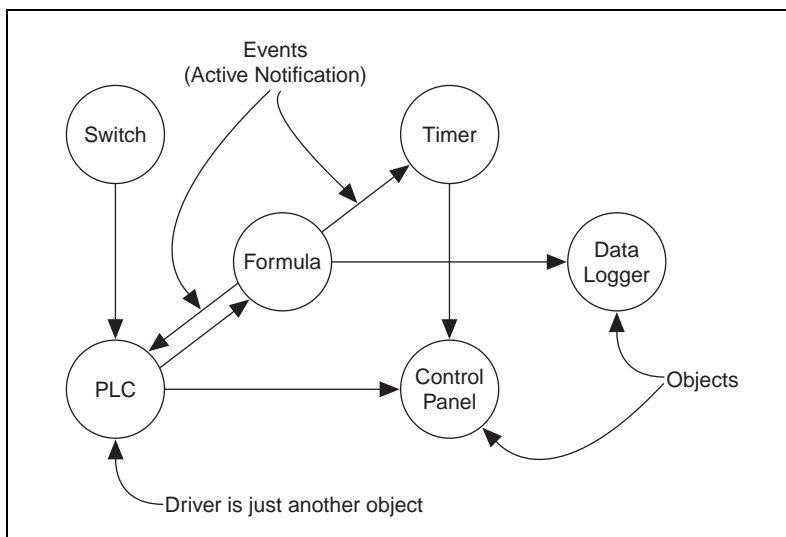 Events
(Active Notification)
Switch
Timer
Formula
Data
Logger
PLC
Control
Panel
Objects
Driver is just another object